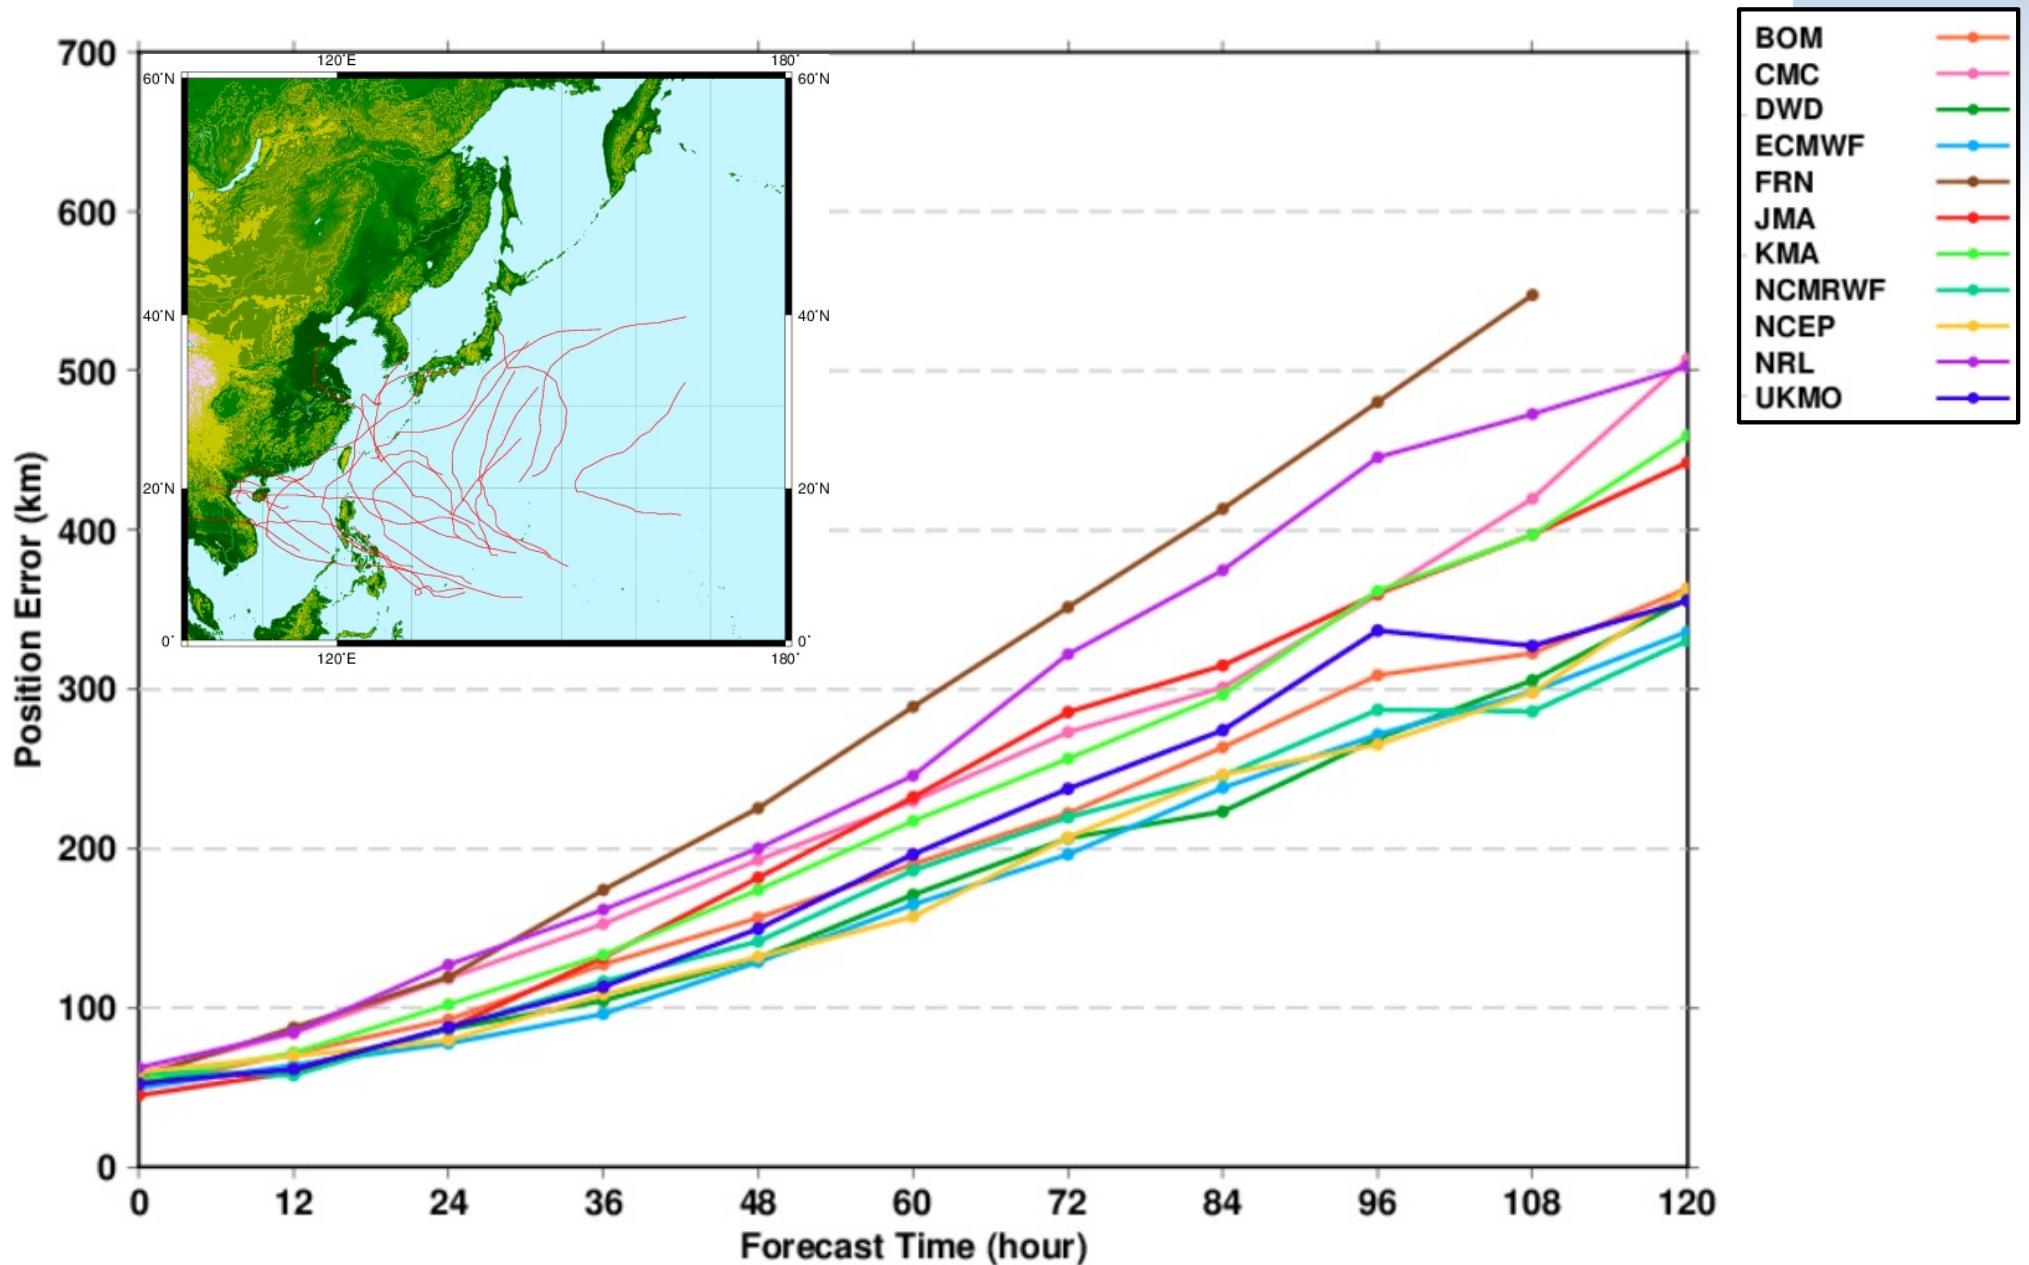 700
600
500
400
300
200
100
0
Position Error (km)
0 12 24 36 48 60 72 84 96 108 120
Forecast Time (hour)
120˚E 180˚
60˚N 60˚N
40˚N 40˚N
20˚N 20˚N
0˚ 0˚
120˚E 180˚
BOM
CMC
DWD
ECMWF
FRN
JMA
KMA
NCMRWF
NCEP
NRL
UKMO